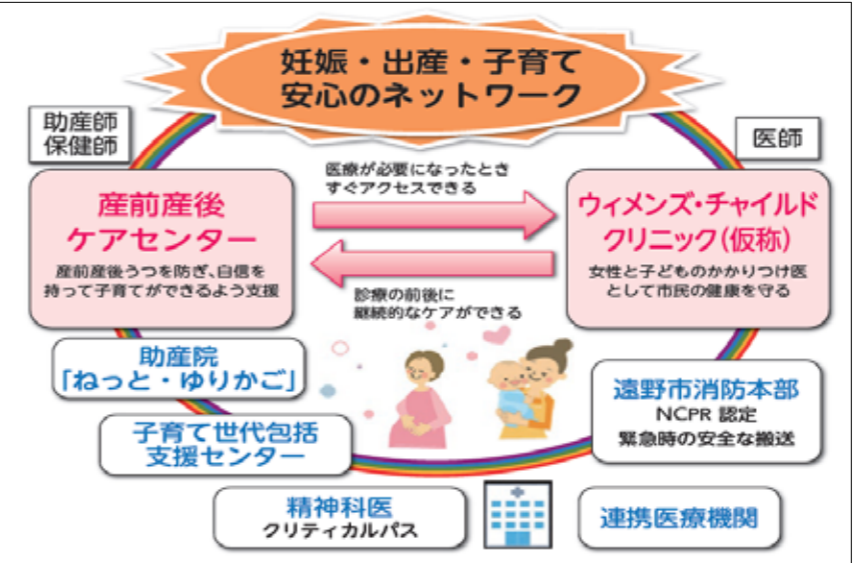 妊娠・出産・子育て
安心のネットワーク
助産師
保健師
医師
産前産後
ケアセンター
産前産後うつを防ぎ、自信を
持って子育てができるよう支援
医療が必要になったとき
すぐアクセスできる
診療の前後に
継続的なケアができる
ウィメンズ・チャイルド
クリニック(仮称)
女性と子どものかかりつけ医
として市民の健康を守る
助産院
「ねっと・ゆりかご」
子育て世代包括
支援センター
遠野市消防本部
NCPR 認定
緊急時の安全な搬送
精神科医
クリティカルパス
連携医療機関